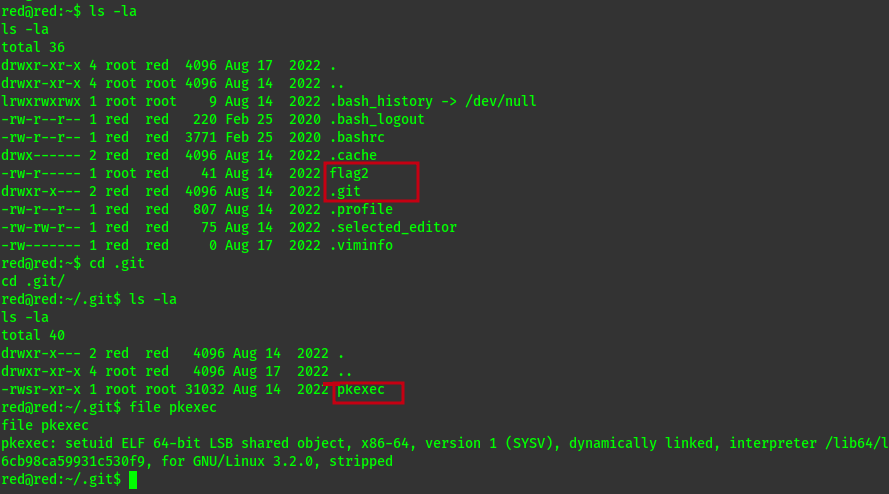 red@red:~$ ls -la
ls -la
total 36
drwxr-xr-x 4 root red  4096 Aug 17  2022 .
drwxr-xr-x 4 root root 4096 Aug 14  2022 ..
lrwxrwxrwx 1 root root    9 Aug 14  2022 .bash_history -> /dev/null
-rw-r--r-- 1 red  red   220 Feb 25  2020 .bash_logout
-rw-r--r-- 1 red  red  3771 Feb 25  2020 .bashrc
drwx------ 2 red  red  4096 Aug 14  2022 .cache
-rw-r----- 1 root red    41 Aug 14  2022 flag2
drwxr-x--- 2 red  red  4096 Aug 14  2022 .git
-rw-r--r-- 1 red  red   807 Aug 14  2022 .profile
-rw-rw-r-- 1 red  red    75 Aug 14  2022 .selected_editor
-rw------- 1 red  red     0 Aug 17  2022 .viminfo
red@red:~$ cd .git
cd .git/
red@red:~/.git$ ls -la
ls -la
total 40
drwxr-x--- 2 red  red   4096 Aug 14  2022 .
drwxr-xr-x 4 root red   4096 Aug 17  2022 ..
-rwsr-xr-x 1 root root 31032 Aug 14  2022 pkexec
red@red:~/.git$ file pkexec
file pkexec
pkexec: setuid ELF 64-bit LSB shared object, x86-64, version 1 (SYSV), dynamically linked, interpreter /lib64/l
6cb98ca59931c530f9, for GNU/Linux 3.2.0, stripped
red@red:~/.git$